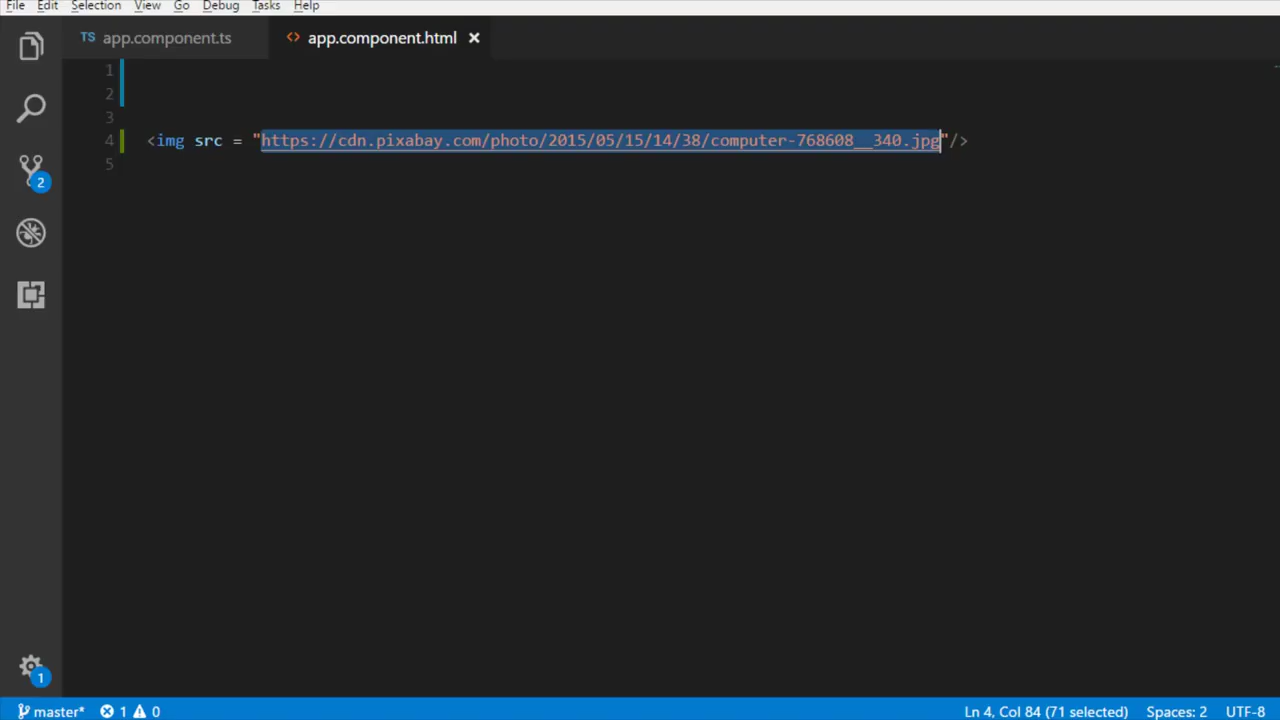 File Edit Selection View Go Debug Tasks Help
TS app.component.ts <> app.component.html ×
1
2
3
4 <img src = "https://cdn.pixabay.com/photo/2015/05/15/14/38/computer-768608__340.jpg"/>
5
2
1
master* 1 0 Ln 4, Col 84 (71 selected) Spaces: 2 UTF-8